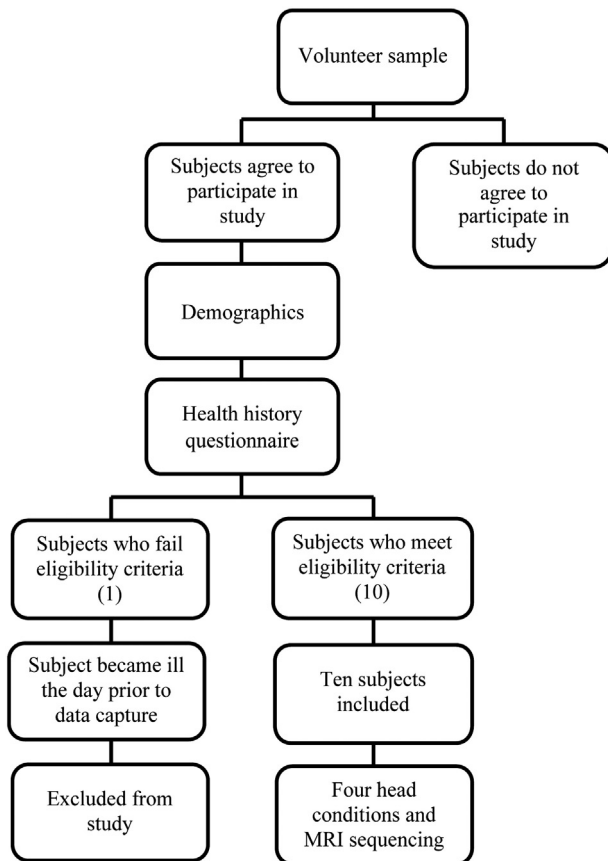 Volunteer sample
Subjects agree to
participate in
study
Subjects do not
agree to
participate in
study
Demographics
Health history
questionnaire
Subjects who fail
eligibility criteria
(1)
Subjects who meet
eligibility criteria
(10)
Subject became ill
the day prior to
data capture
Ten subjects
included
Excluded from
study
Four head
conditions and
MRI sequencing